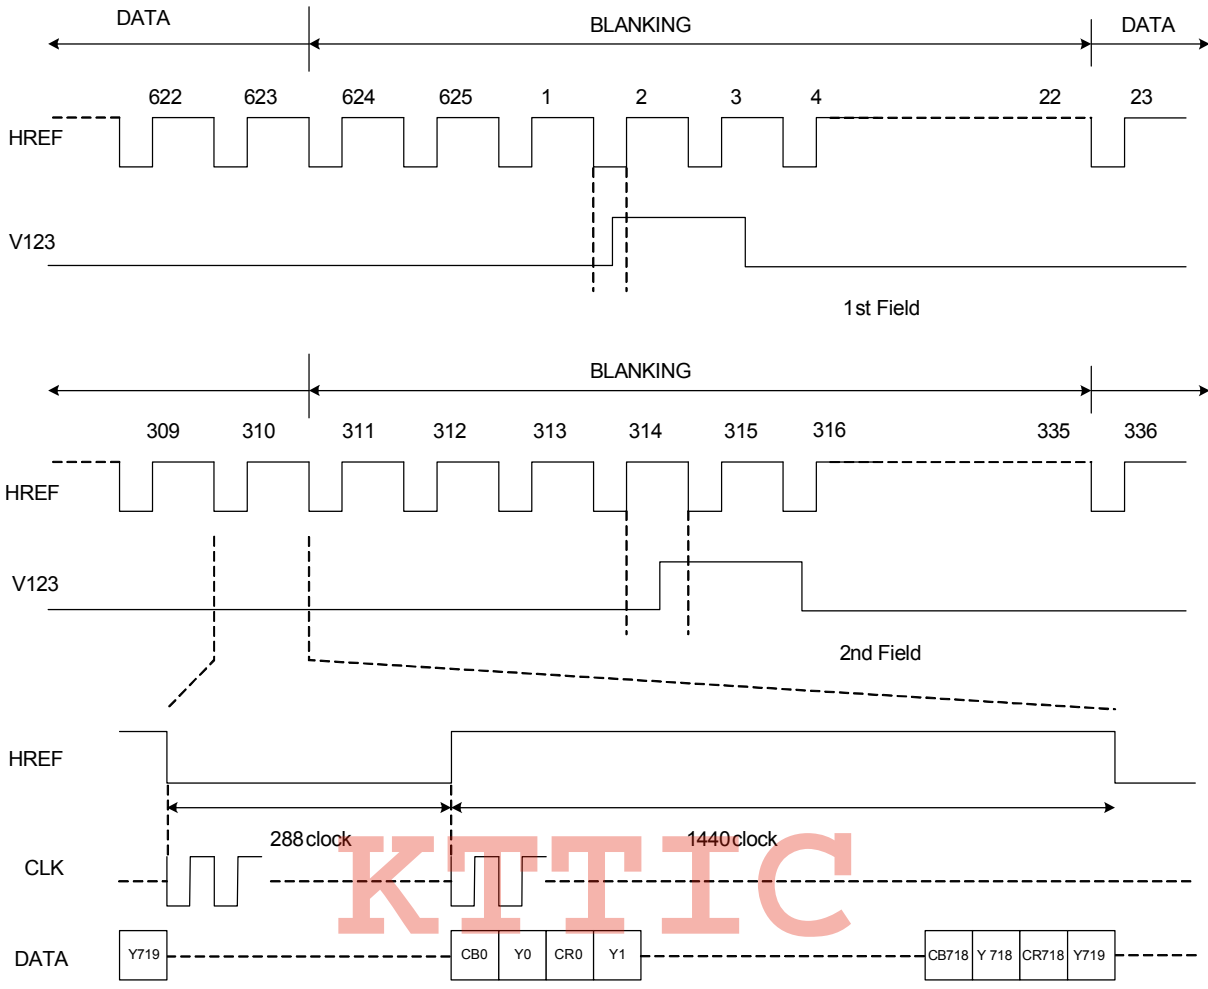 DATA BLANKING DATA
622 623 624 625 1 2 3 4 22 23
HREF
V123
1st Field
BLANKING
309 310 311 312 313 314 315 316 335 336
HREF
V123
2nd Field
HREF
288 clock 1440 clock
CLK
KTTIC
DATA Y719 CB0 Y0 CR0 Y1 CB718 Y 718 CR718 Y719